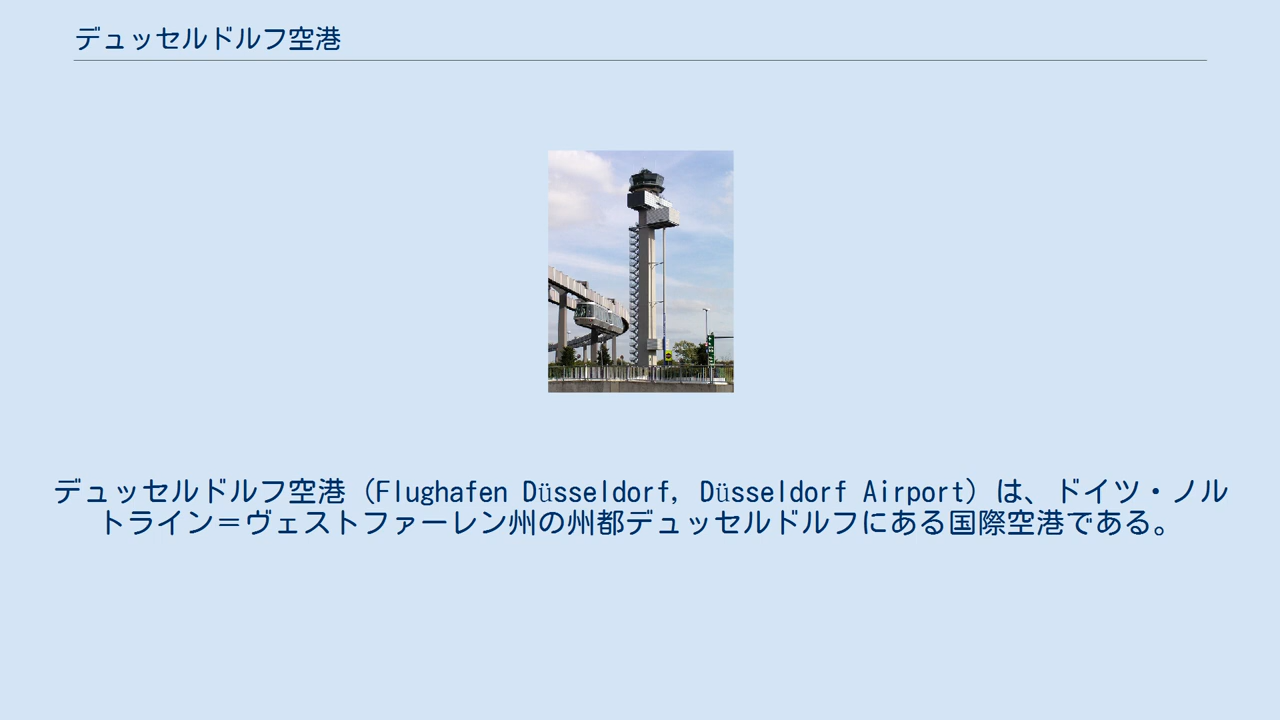 デュッセルドルフ空港
デュッセルドルフ空港（Flughafen Düsseldorf, Düsseldorf Airport）は、ドイツ・ノル
トライン＝ヴェストファーレン州の州都デュッセルドルフにある国際空港である。